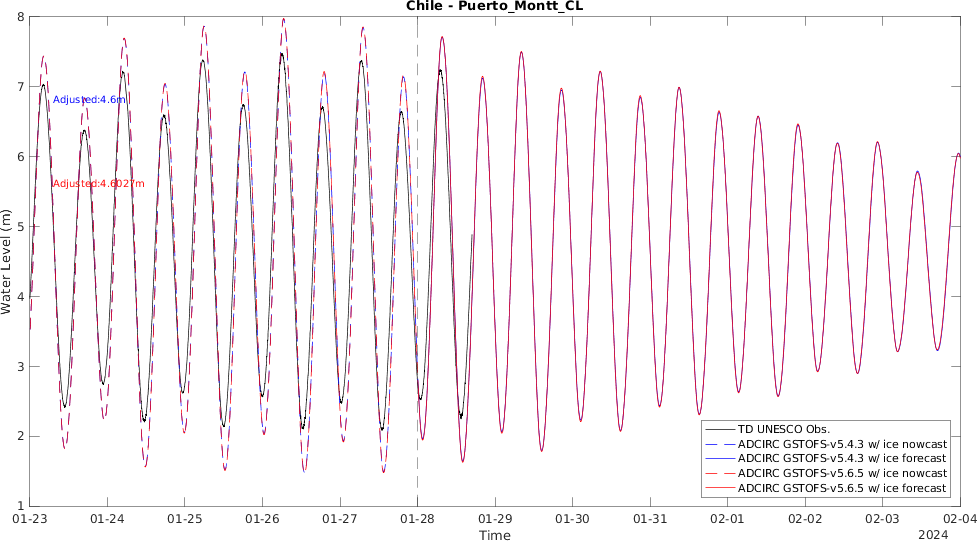 Chile - Puerto_Montt_CL
8
7
6
5
4
3
2
1
Water Level (m)
Adjusted:4.6m
Adjusted:4.6027m
TD UNESCO Obs.
ADCIRC GSTOFS-v5.4.3 w/ ice nowcast
ADCIRC GSTOFS-v5.4.3 w/ ice forecast
ADCIRC GSTOFS-v5.6.5 w/ ice nowcast
ADCIRC GSTOFS-v5.6.5 w/ ice forecast
01-23 01-24 01-25 01-26 01-27 01-28 01-29 01-30 01-31 02-01 02-02 02-03 02-04
Time
2024